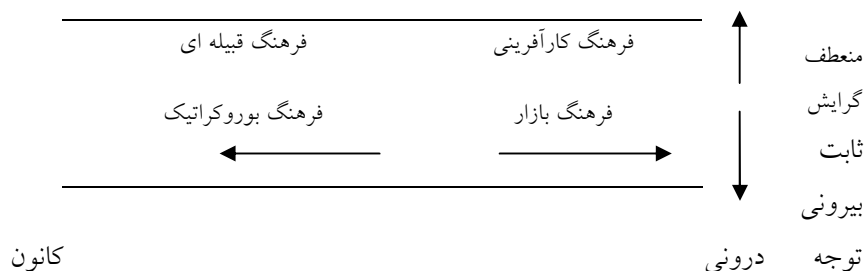 منعطف
فرهنگ کارآفرینی فرهنگ قبیله ای
گرایش
فرهنگ بازار فرهنگ بوروکراتیک
ثابت
بیرونی
توجه درونی کانون